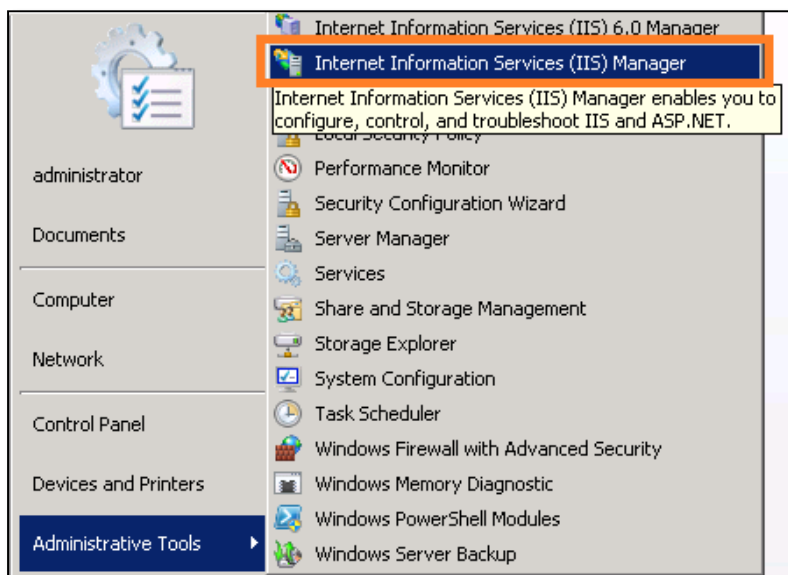 Internet Information Services (IIS) 6.0 Manager
Internet Information Services (IIS) Manager
Internet Information Services (IIS) Manager enables you to
configure, control, and troubleshoot IIS and ASP.NET.
Local Security Policy
Performance Monitor
Security Configuration Wizard
Server Manager
Services
Share and Storage Management
Storage Explorer
System Configuration
Task Scheduler
Windows Firewall with Advanced Security
Windows Memory Diagnostic
Windows PowerShell Modules
Windows Server Backup
administrator
Documents
Computer
Network
Control Panel
Devices and Printers
Administrative Tools